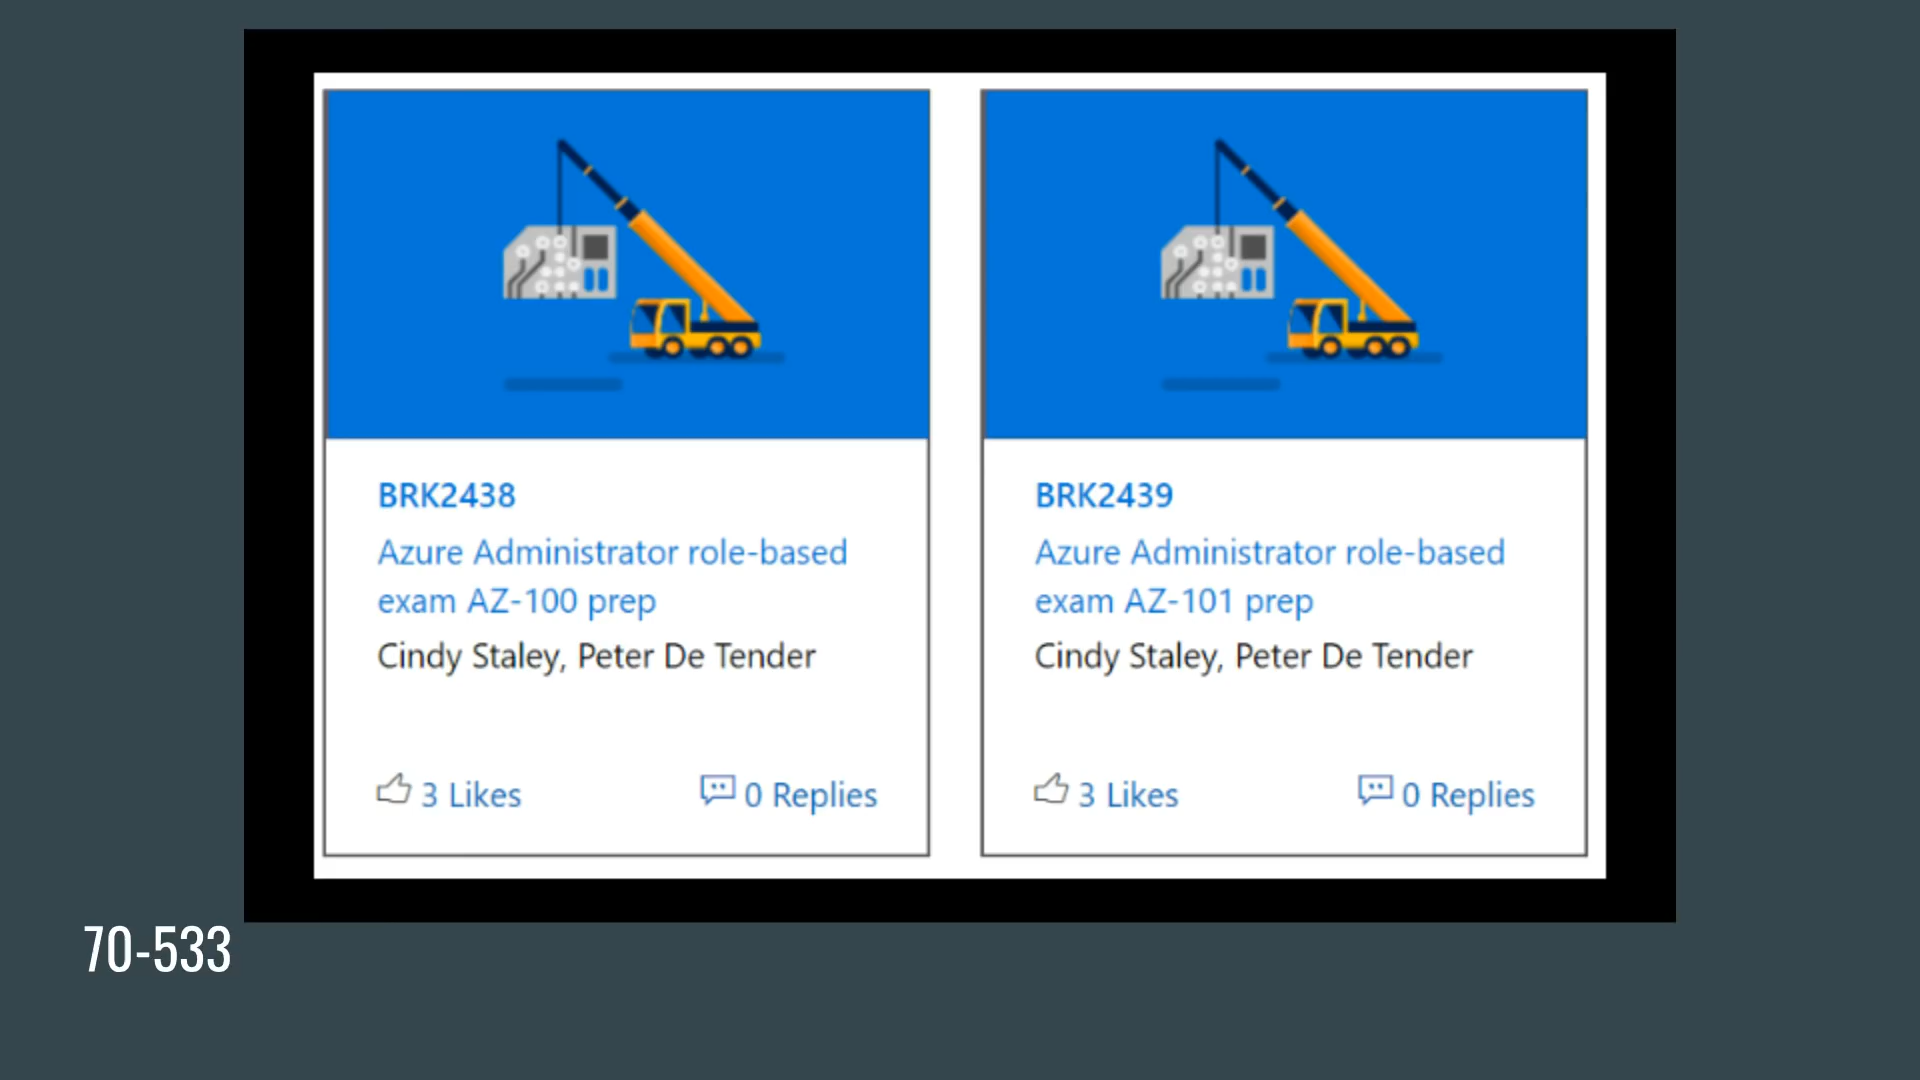 BRK2438
Azure Administrator role-based
exam AZ-100 prep
Cindy Staley, Peter De Tender
3 Likes
0 Replies
BRK2439
Azure Administrator role-based
exam AZ-101 prep
Cindy Staley, Peter De Tender
3 Likes
0 Replies
70-533